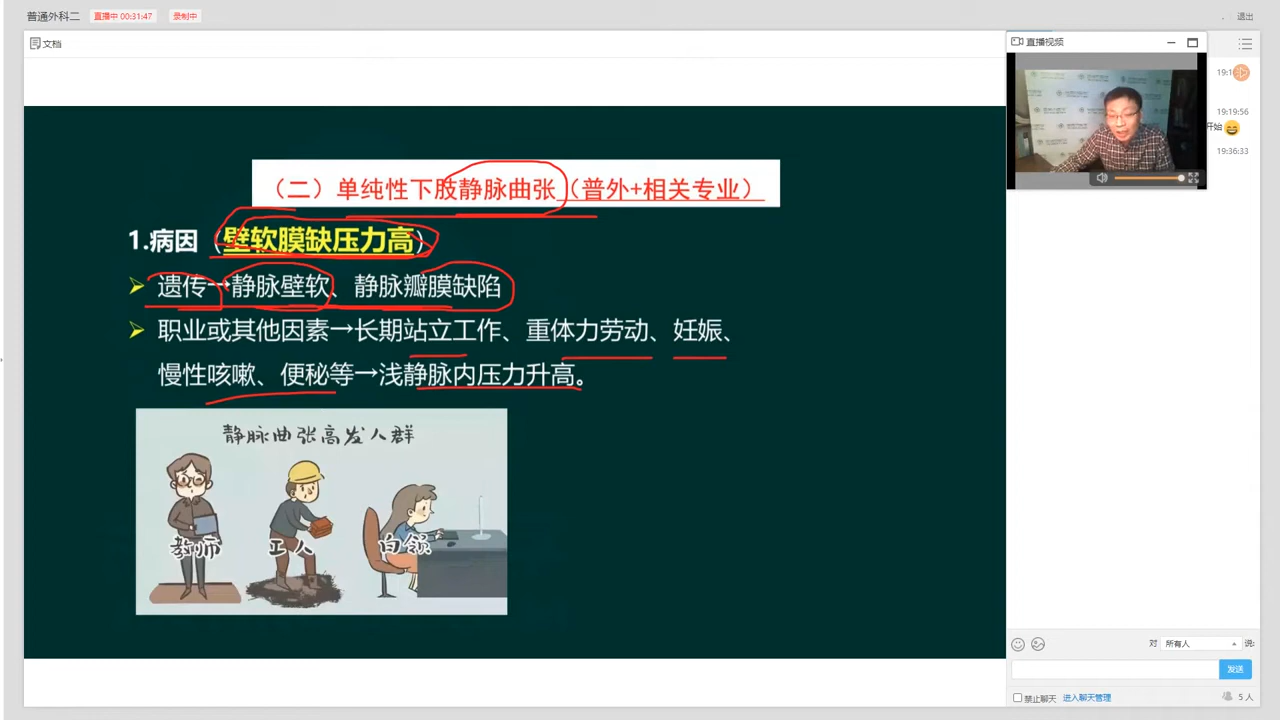 普通外科二
直播中 00:31:47
录制中
退出
文档
直播视频
19:1
19:19:56
开始
19:36:33
（二）单纯性下肢静脉曲张（普外+相关专业）
1.病因（壁软膜缺压力高）
遗传→静脉壁软、静脉瓣膜缺陷
职业或其他因素→长期站立工作、重体力劳动、妊娠、
慢性咳嗽、便秘等→浅静脉内压力升高。
静脉曲张高发人群
教师
工人
白领
对
所有人
说:
发送
禁止聊天
进入聊天管理
5 人